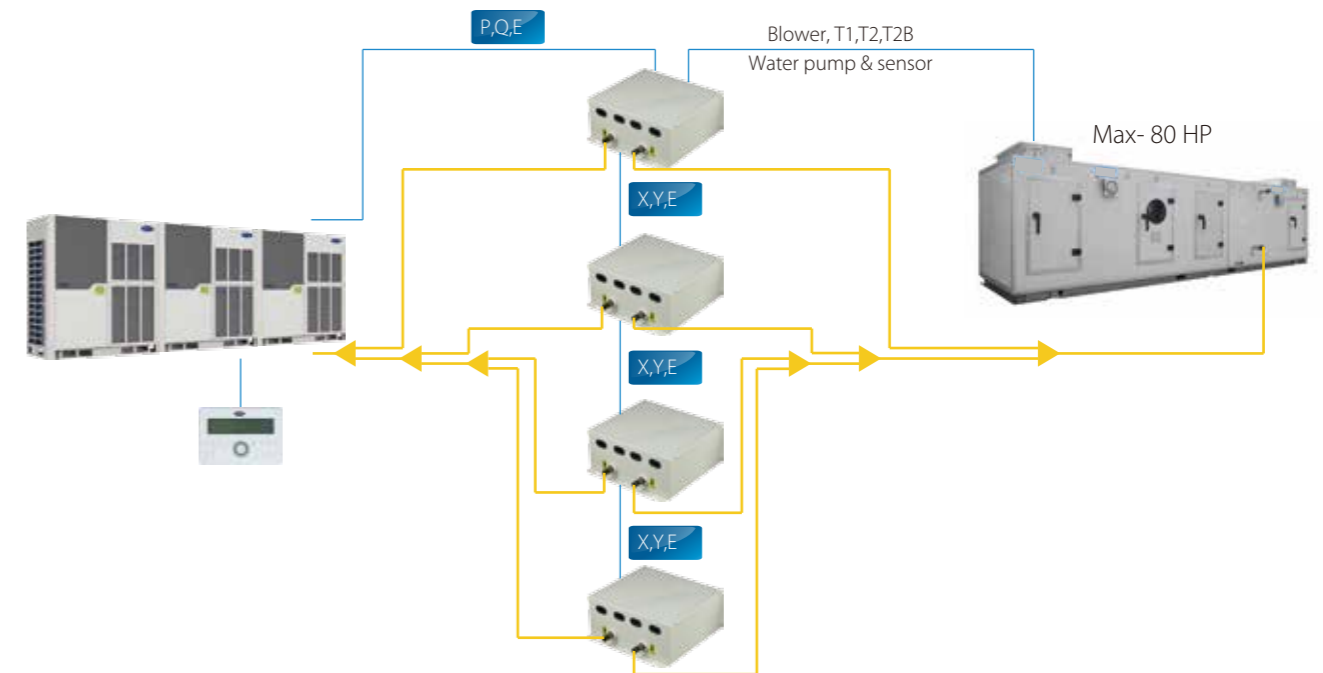 P,Q,E
Blower, T1,T2,T2B
Water pump & sensor
Max- 80 HP
X,Y,E
X,Y,E
X,Y,E